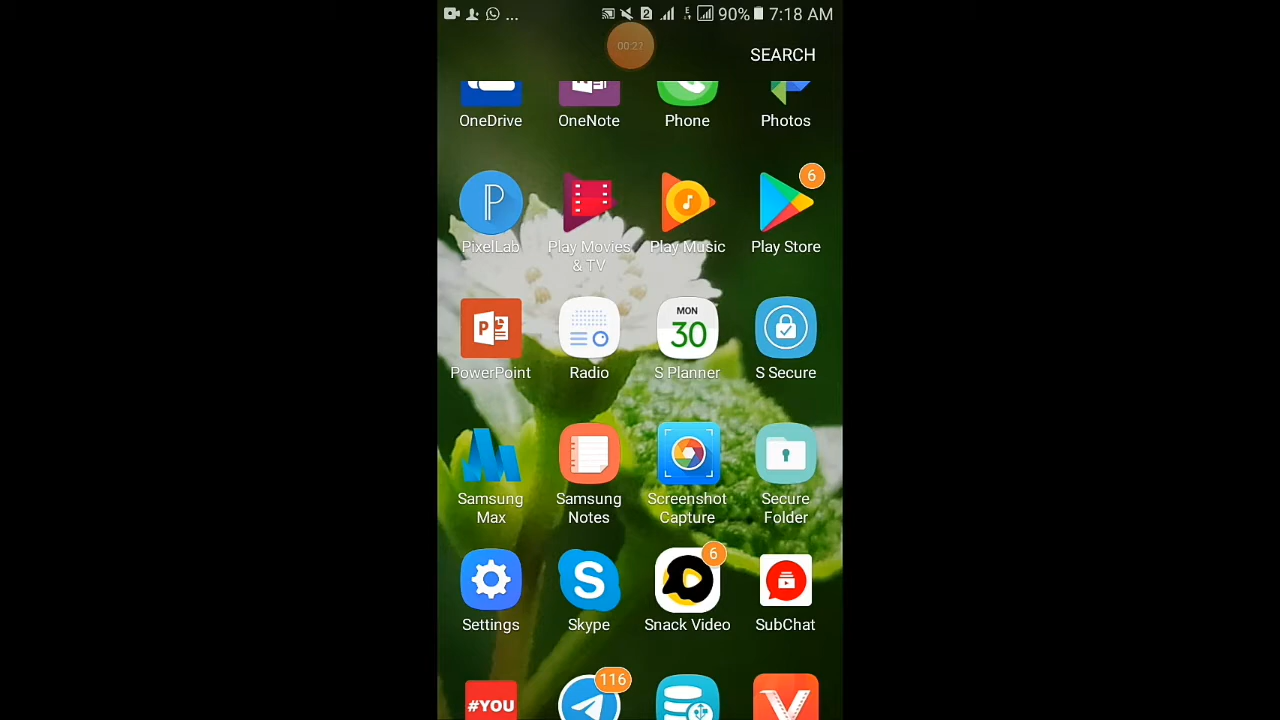 ... 2 90% 7:18 AM
00:27
SEARCH
OneDrive OneNote Phone Photos
6
P
PixelLab Play Movies & TV Play Music Play Store
P MON 30
PowerPoint Radio S Planner S Secure
Samsung Max Samsung Notes Screenshot Capture Secure Folder
S 6
Settings Skype Snack Video SubChat
#YOU 116